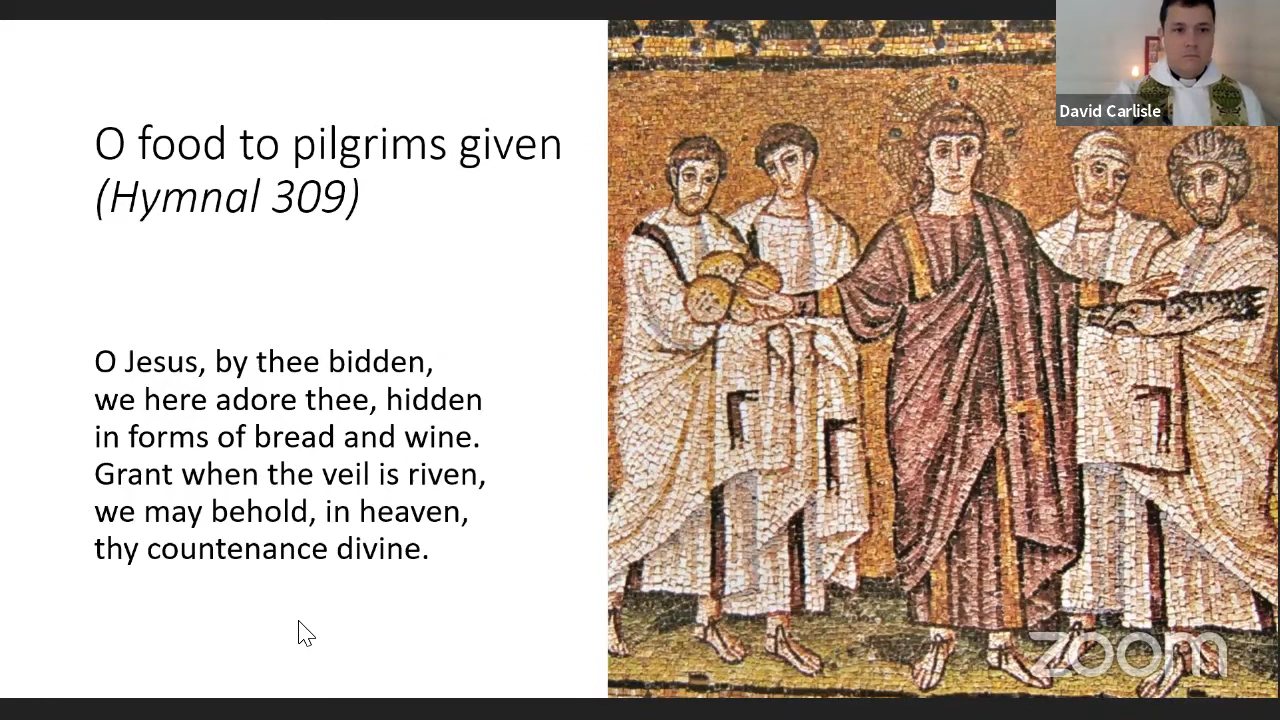 O food to pilgrims given
(Hymnal 309)
O Jesus, by thee bidden,
we here adore thee, hidden
in forms of bread and wine.
Grant when the veil is riven,
we may behold, in heaven,
thy countenance divine.
David Carlisle
zoom